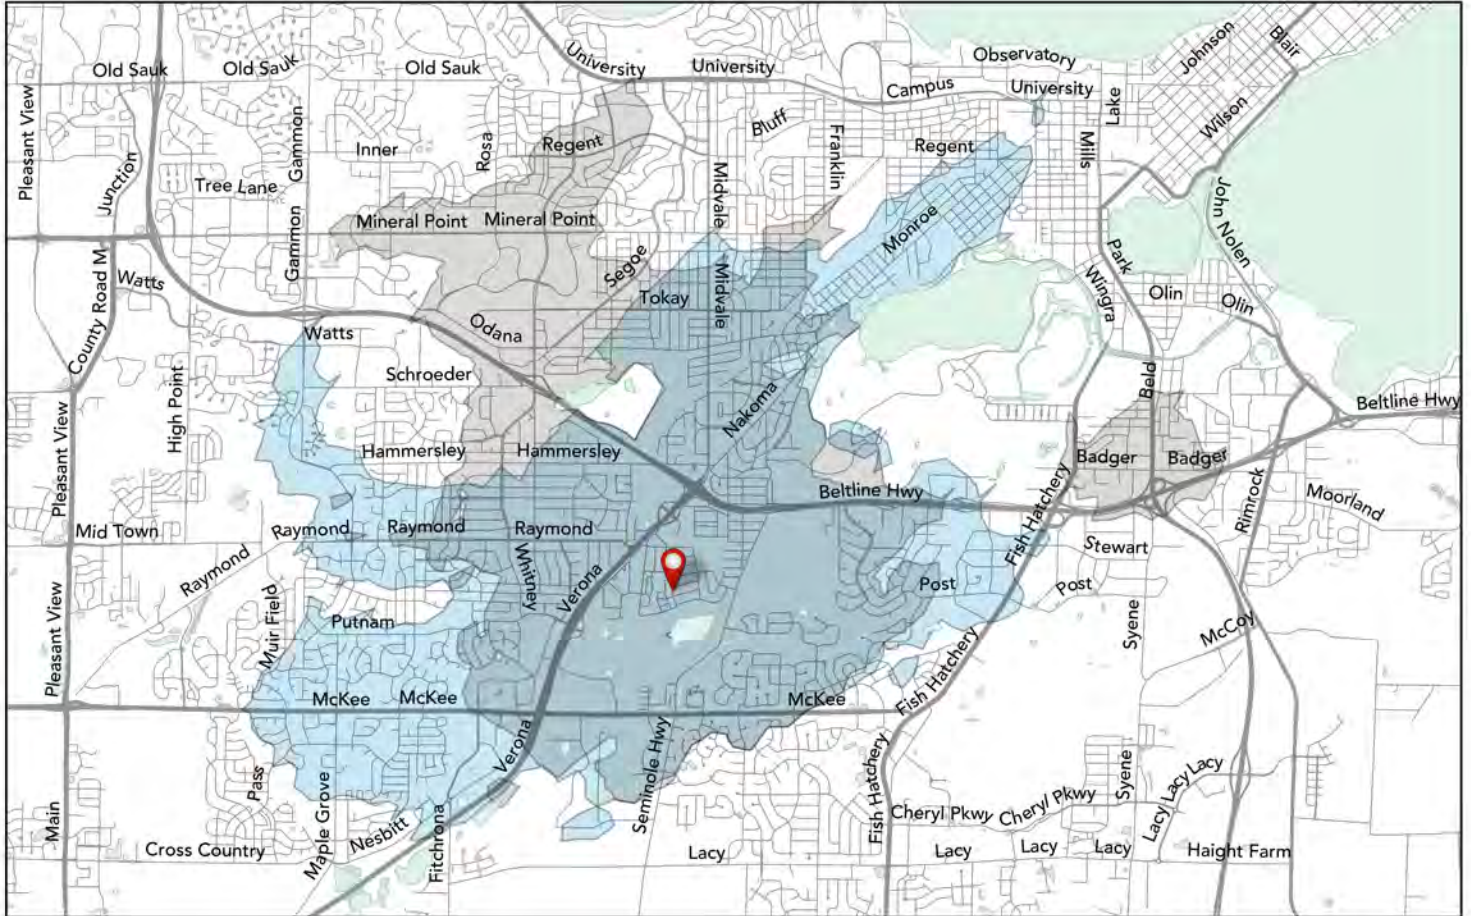 Observatory
Johnson
Blair
University
University
Old Sauk
Old Sauk
Old Sauk
Campus
University
Lake
Wilson
Pleasant View
Junction
Gammon
Inner
Rosa
Regent
Bluff
Franklin
Regent
Mills
Tree Lane
Mineral Point
Mineral Point
Midvale
Monroe
John Nolen
Gammon
County Road M
Watts
Segoe
Tokay
Midvale
Park
Wingra
Olin
Olin
Watts
Odana
Schroeder
High Point
Pleasant View
Nakoma
Beld
Beltline Hwy
Hammersley
Hammersley
Badger
Badger
Beltline Hwy
Fish Hatchery
Rimrock
Moorland
Mid Town
Raymond
Raymond
Raymond
Raymond
Whitney
Verona
Stewart
Post
Post
Pleasant View
Muir Field
Putnam
Syene
McCoy
McKee
McKee
McKee
Fish Hatchery
Verona
Seminole Hwy
Fish Hatchery
Syene
Lacy
Lacy
Lacy
Main
Pass
Maple Grove
Nesbitt
Fitchrona
Cheryl Pkwy
Cheryl Pkwy
Cross Country
Lacy
Lacy
Lacy
Lacy
Haight Farm